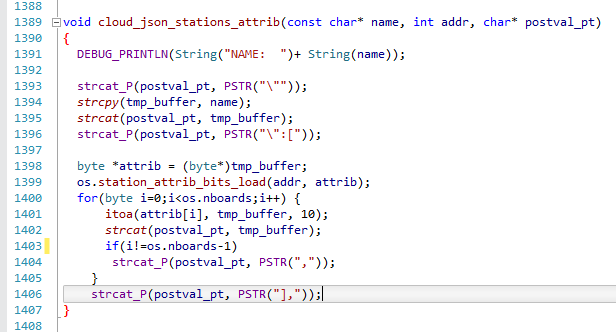 1388
1389 void cloud_json_stations_attrib(const char* name, int addr, char* postval_pt)
1390 {
1391 DEBUG_PRINTLN(String("NAME:  ")+ String(name));
1392
1393 strcat_P(postval_pt, PSTR("\""));
1394 strcpy(tmp_buffer, name);
1395 strcat(postval_pt, tmp_buffer);
1396 strcat_P(postval_pt, PSTR("\":["));
1397
1398 byte *attrib = (byte*)tmp_buffer;
1399 os.station_attrib_bits_load(addr, attrib);
1400 for(byte i=0;i<os.nboards;i++) {
1401 itoa(attrib[i], tmp_buffer, 10);
1402 strcat(postval_pt, tmp_buffer);
1403 if(i!=os.nboards-1)
1404 strcat_P(postval_pt, PSTR(","));
1405 }
1406 strcat_P(postval_pt, PSTR("],"));
1407 }
1408